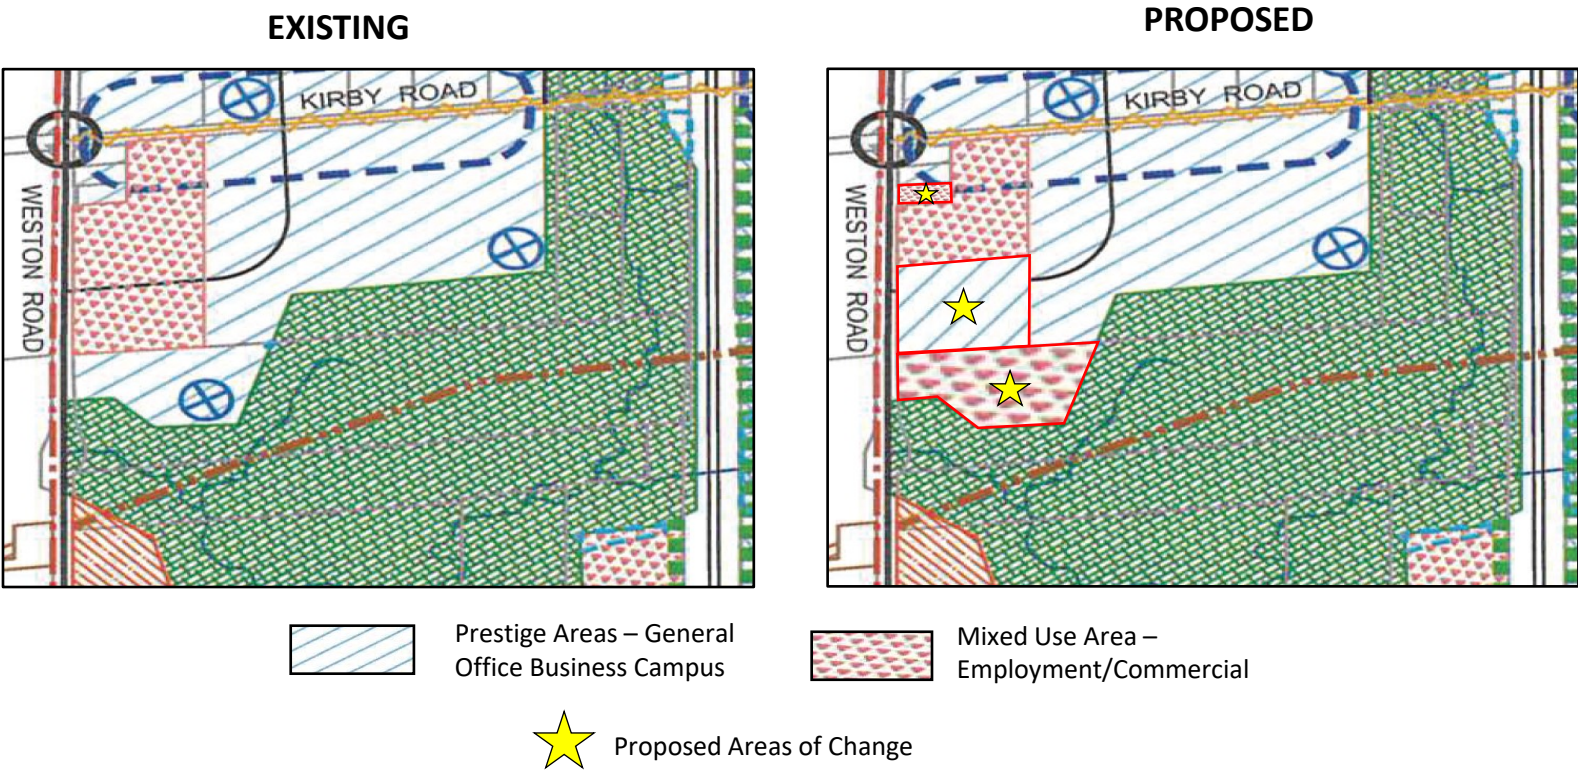 EXISTING
PROPOSED
KIRBY ROAD
WESTON ROAD
KIRBY ROAD
WESTON ROAD
Prestige Areas – General
Office Business Campus
Mixed Use Area –
Employment/Commercial
Proposed Areas of Change